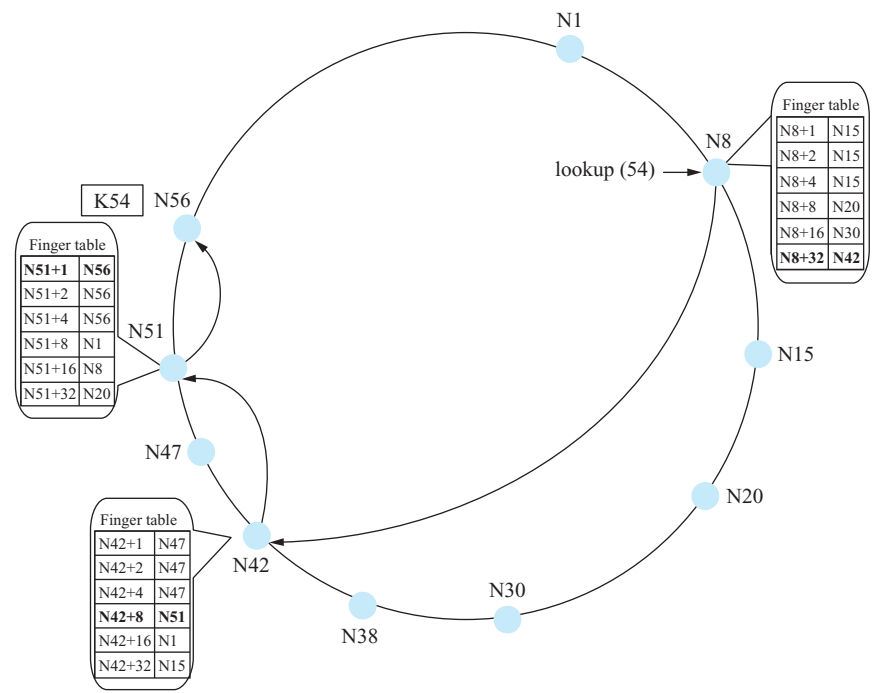 N1
Finger table
N8+1 N15
N8+2 N15
N8+4 N15
N8+8 N20
N8+16 N30
N8+32 N42
N8
lookup (54)
K54
N56
Finger table
N51+1 N56
N51+2 N56
N51+4 N56
N51+8 N1
N51+16 N8
N51+32 N20
N51
N15
N47
N20
Finger table
N42+1 N47
N42+2 N47
N42+4 N47
N42+8 N51
N42+16 N1
N42+32 N15
N42
N30
N38